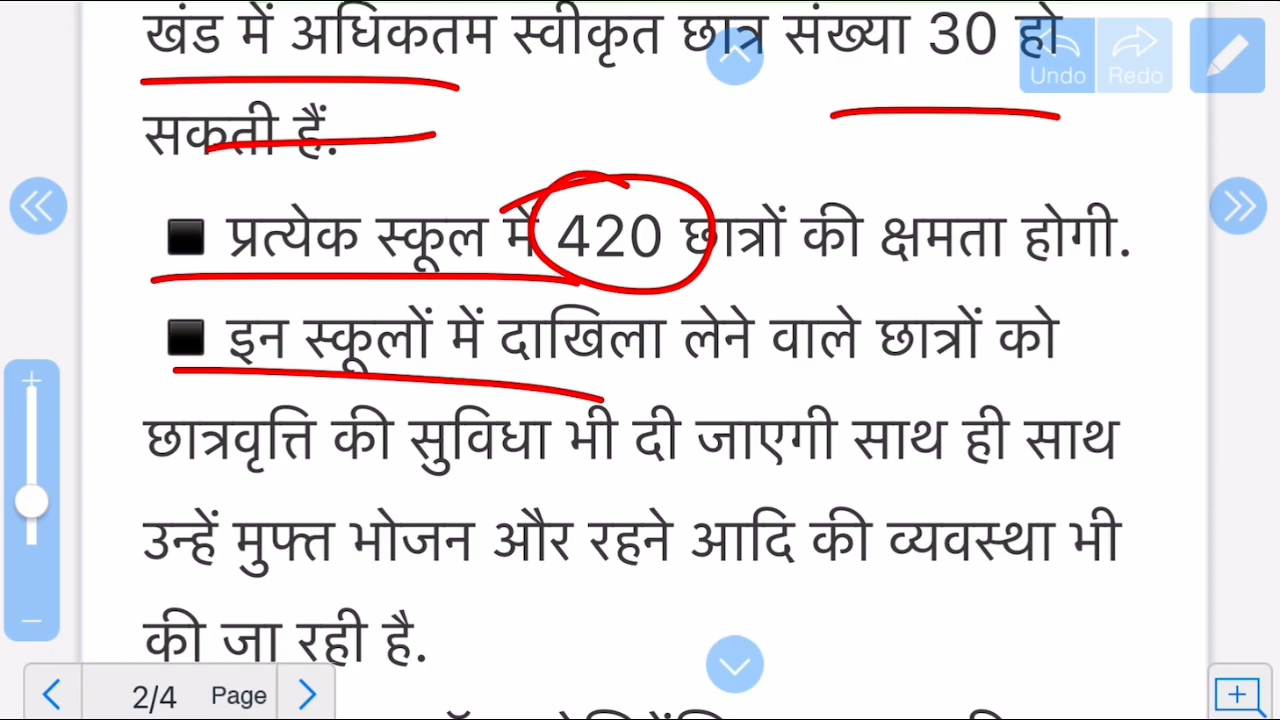 खंड में अधिकतम स्वीकृत छात्र संख्या 30 हो
Undo Redo
सकती हैं.
■ प्रत्येक स्कूल में 420 छात्रों की क्षमता होगी.
■ इन स्कूलों में दाखिला लेने वाले छात्रों को
छात्रवृत्ति की सुविधा भी दी जाएगी साथ ही साथ
उन्हें मुफ्त भोजन और रहने आदि की व्यवस्था भी
की जा रही है.
2/4 Page